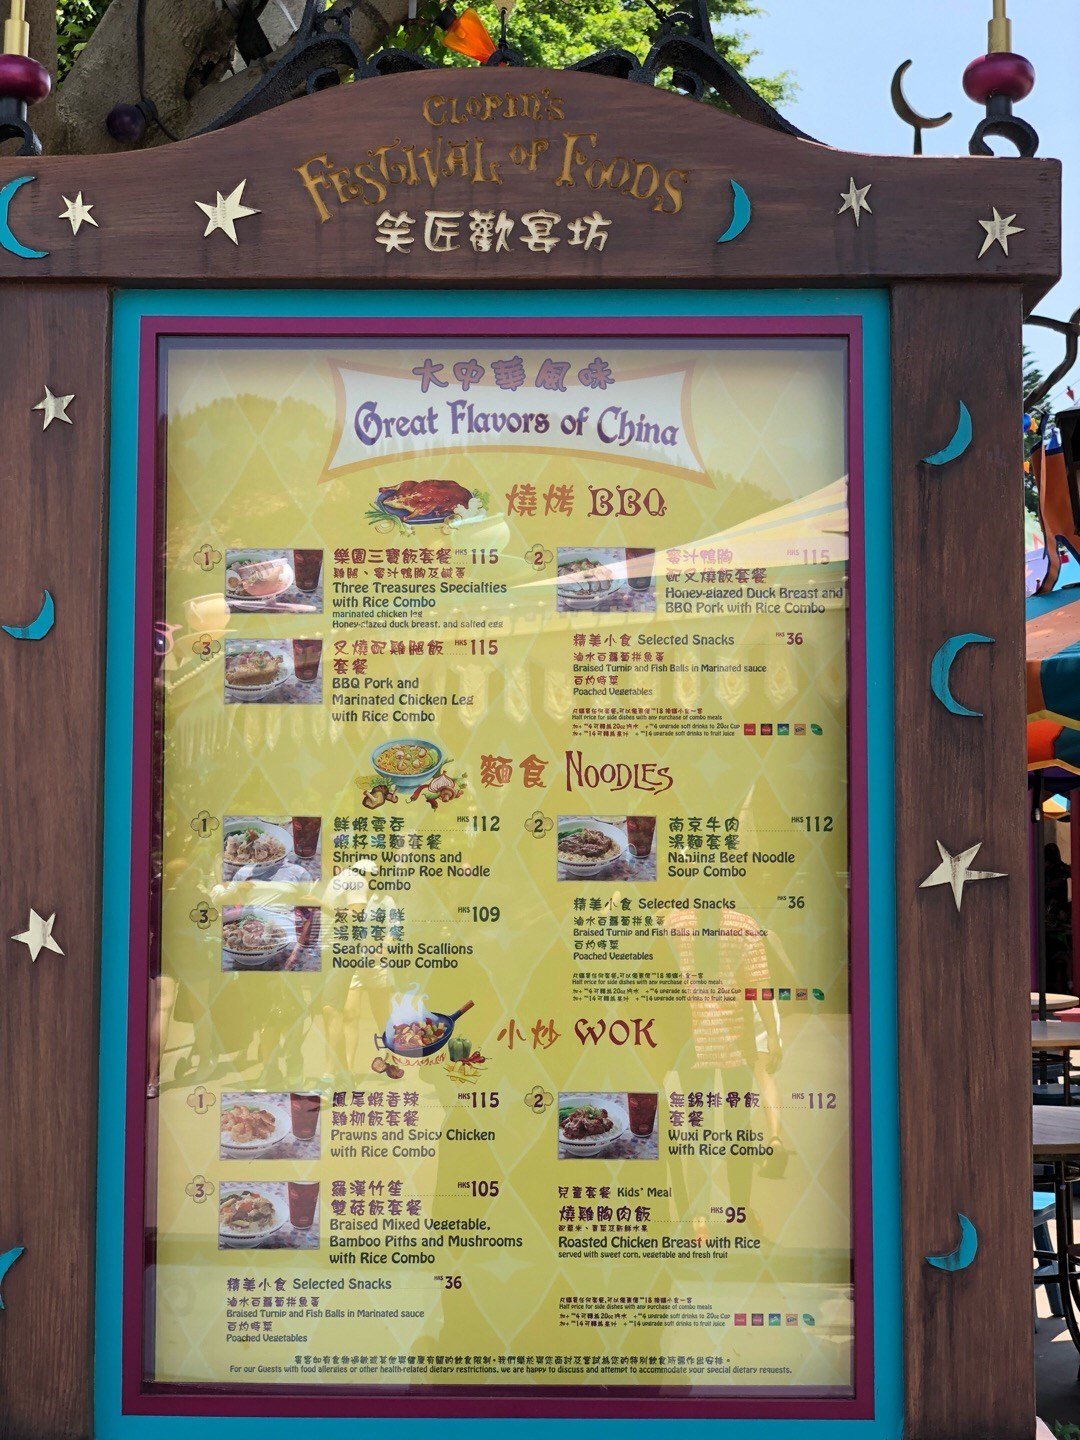 Clopin's
Festival of Foods
笑匠歡宴坊
大中華風味
Great Flavors of China
燒烤 BBQ
1
樂園三寶飯套餐 HK$ 115
雞腿、蜜汁鴨胸及鹹蛋
Three Treasures Specialties
with Rice Combo
marinated chicken leg
Honey-glazed duck breast, and salted egg
2
蜜汁鴨胸 HK$ 115
配叉燒飯套餐
Honey-glazed Duck Breast and
BBQ Pork with Rice Combo
3
叉燒配雞腿飯 HK$ 115
套餐
BBQ Pork and
Marinated Chicken Leg
with Rice Combo
精美小食 Selected Snacks HK$ 36
滷水百蘿蔔拼魚蛋
Braised Turnip and Fish Balls in Marinated sauce
百灼時菜
Poached Vegetables
Half price for side dishes with any purchase of combo meals
+ HK$4 upgrade soft drinks to 20oz Cup
+ HK$14 upgrade soft drinks to fruit juice
麵食 Noodles
1
鮮蝦雲吞 HK$ 112
蝦籽湯麵套餐
Shrimp Wontons and
Dried Shrimp Roe Noodle
Soup Combo
2
南京牛肉 HK$ 112
湯麵套餐
Nanjing Beef Noodle
Soup Combo
3
葱油海鮮 HK$ 109
湯麵套餐
Seafood with Scallions
Noodle Soup Combo
精美小食 Selected Snacks HK$ 36
滷水百蘿蔔拼魚蛋
Braised Turnip and Fish Balls in Marinated sauce
百灼時菜
Poached Vegetables
Half price for side dishes with any purchase of combo meals
+ HK$4 upgrade soft drinks to 20oz Cup
+ HK$14 upgrade soft drinks to fruit juice
小炒 WOK
1
鳳尾蝦香辣 HK$ 115
雞柳飯套餐
Prawns and Spicy Chicken
with Rice Combo
2
無錫排骨飯 HK$ 112
套餐
Wuxi Pork Ribs
with Rice Combo
3
羅漢竹笙 HK$ 105
雙菇飯套餐
Braised Mixed Vegetable,
Bamboo Piths and Mushrooms
with Rice Combo
兒童套餐 Kids' Meal
燒雞胸肉飯 HK$ 95
Roasted Chicken Breast with Rice
served with sweet corn, vegetable and fresh fruit
精美小食 Selected Snacks HK$ 36
滷水百蘿蔔拼魚蛋
Braised Turnip and Fish Balls in Marinated sauce
百灼時菜
Poached Vegetables
Half price for side dishes with any purchase of combo meals
+ HK$4 upgrade soft drinks to 20oz Cup
+ HK$14 upgrade soft drinks to fruit juice
For our Guests with food allergies or other health-related dietary restrictions, we are happy to discuss and attempt to accommodate your special dietary requests.